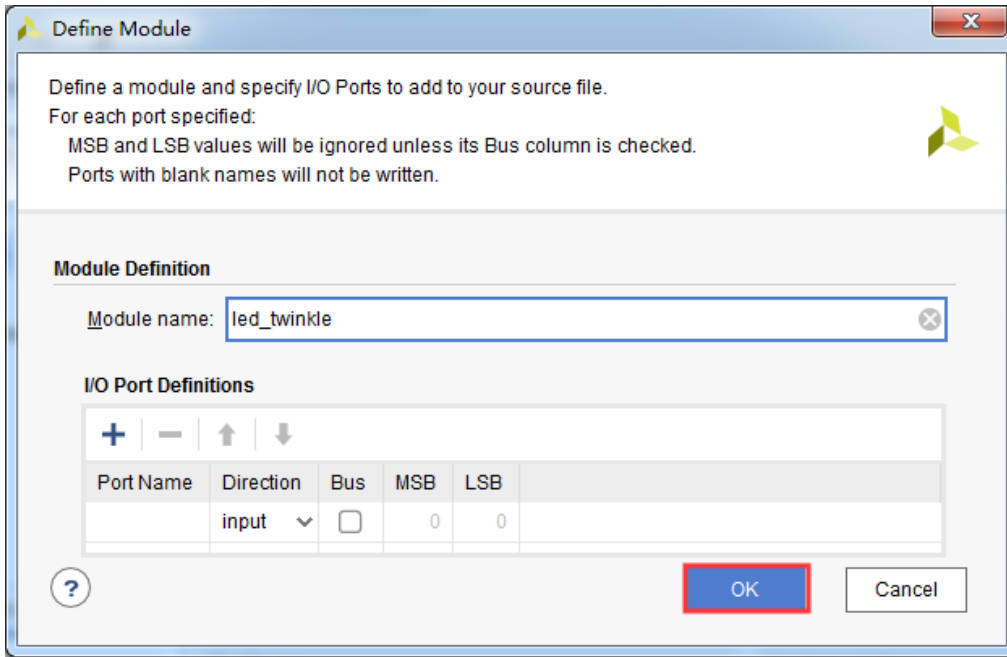 Define Module
Define a module and specify I/O Ports to add to your source file.
For each port specified:
MSB and LSB values will be ignored unless its Bus column is checked.
Ports with blank names will not be written.
Module Definition
Module name: led_twinkle
I/O Port Definitions
Port Name Direction Bus MSB LSB
input 0 0
? OK Cancel